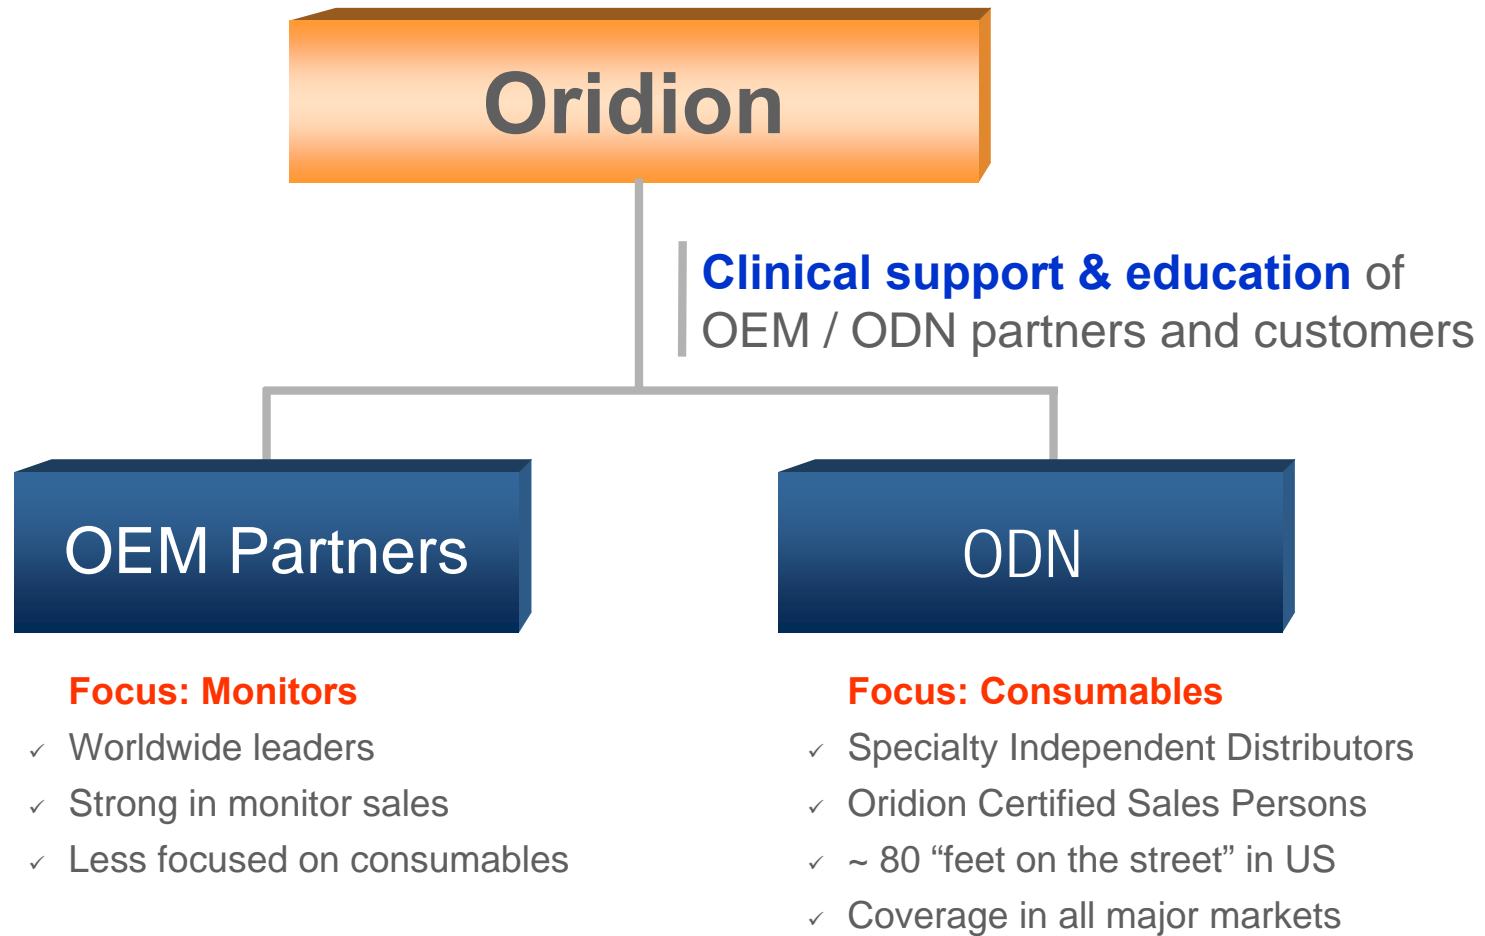 Oridion
Clinical support & education of
OEM / ODN partners and customers
OEM Partners
Focus: Monitors
✓ Worldwide leaders
✓ Strong in monitor sales
✓ Less focused on consumables
ODN
Focus: Consumables
✓ Specialty Independent Distributors
✓ Oridion Certified Sales Persons
✓ ~ 80 “feet on the street” in US
✓ Coverage in all major markets